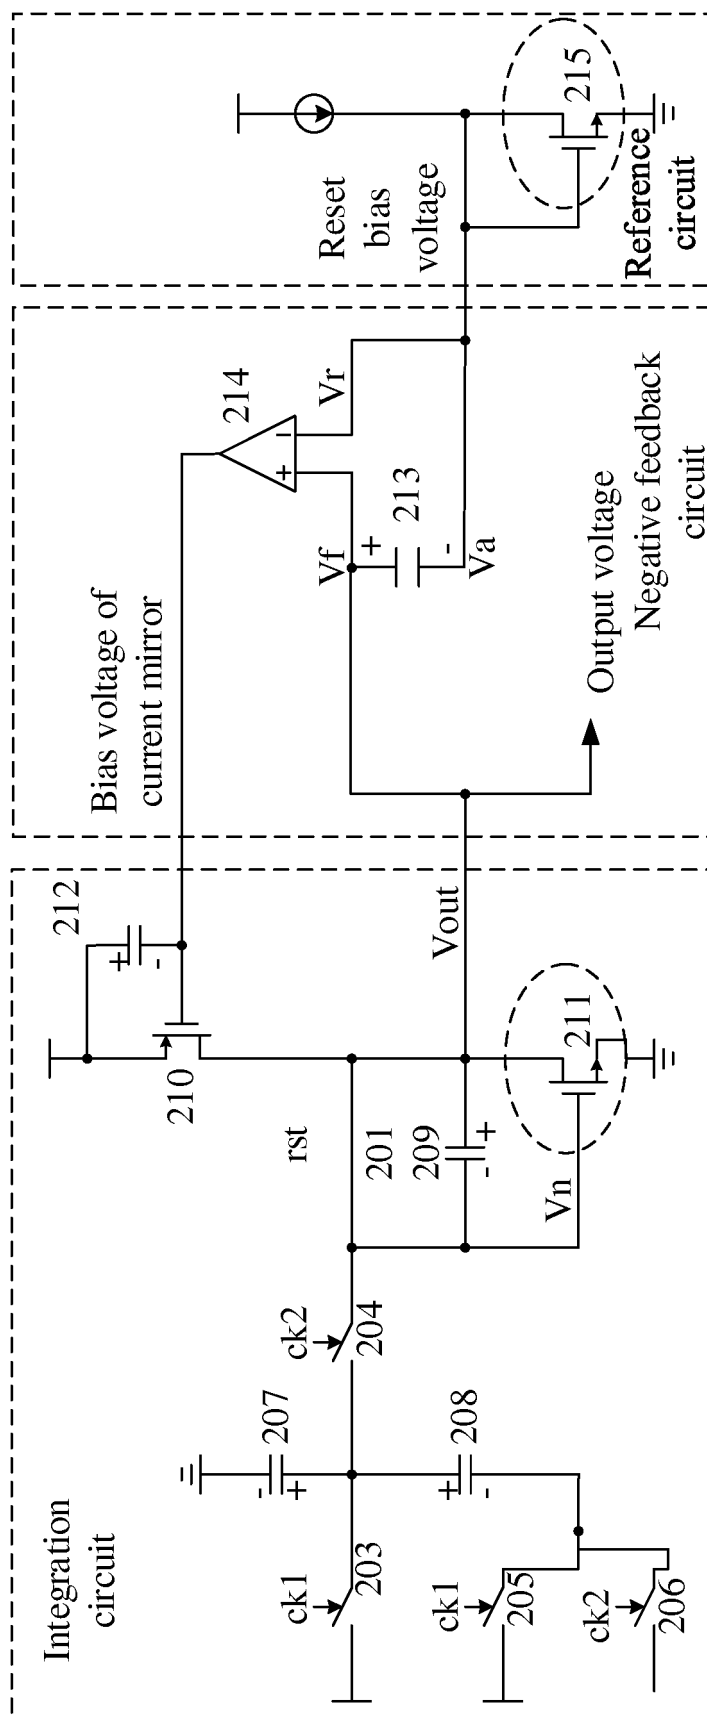 Integration
circuit
ck1
203
ck1
205
ck2
206
207
-
+
208
+
-
ck2
204
rst
201
209
-
+
Vn
210
211
212
+
-
Vout
Bias voltage of
current mirror
Vf
+
-
213
Va
+
-
214
Vr
Output voltage
Negative feedback
circuit
Reset
bias
voltage
215
Reference
circuit